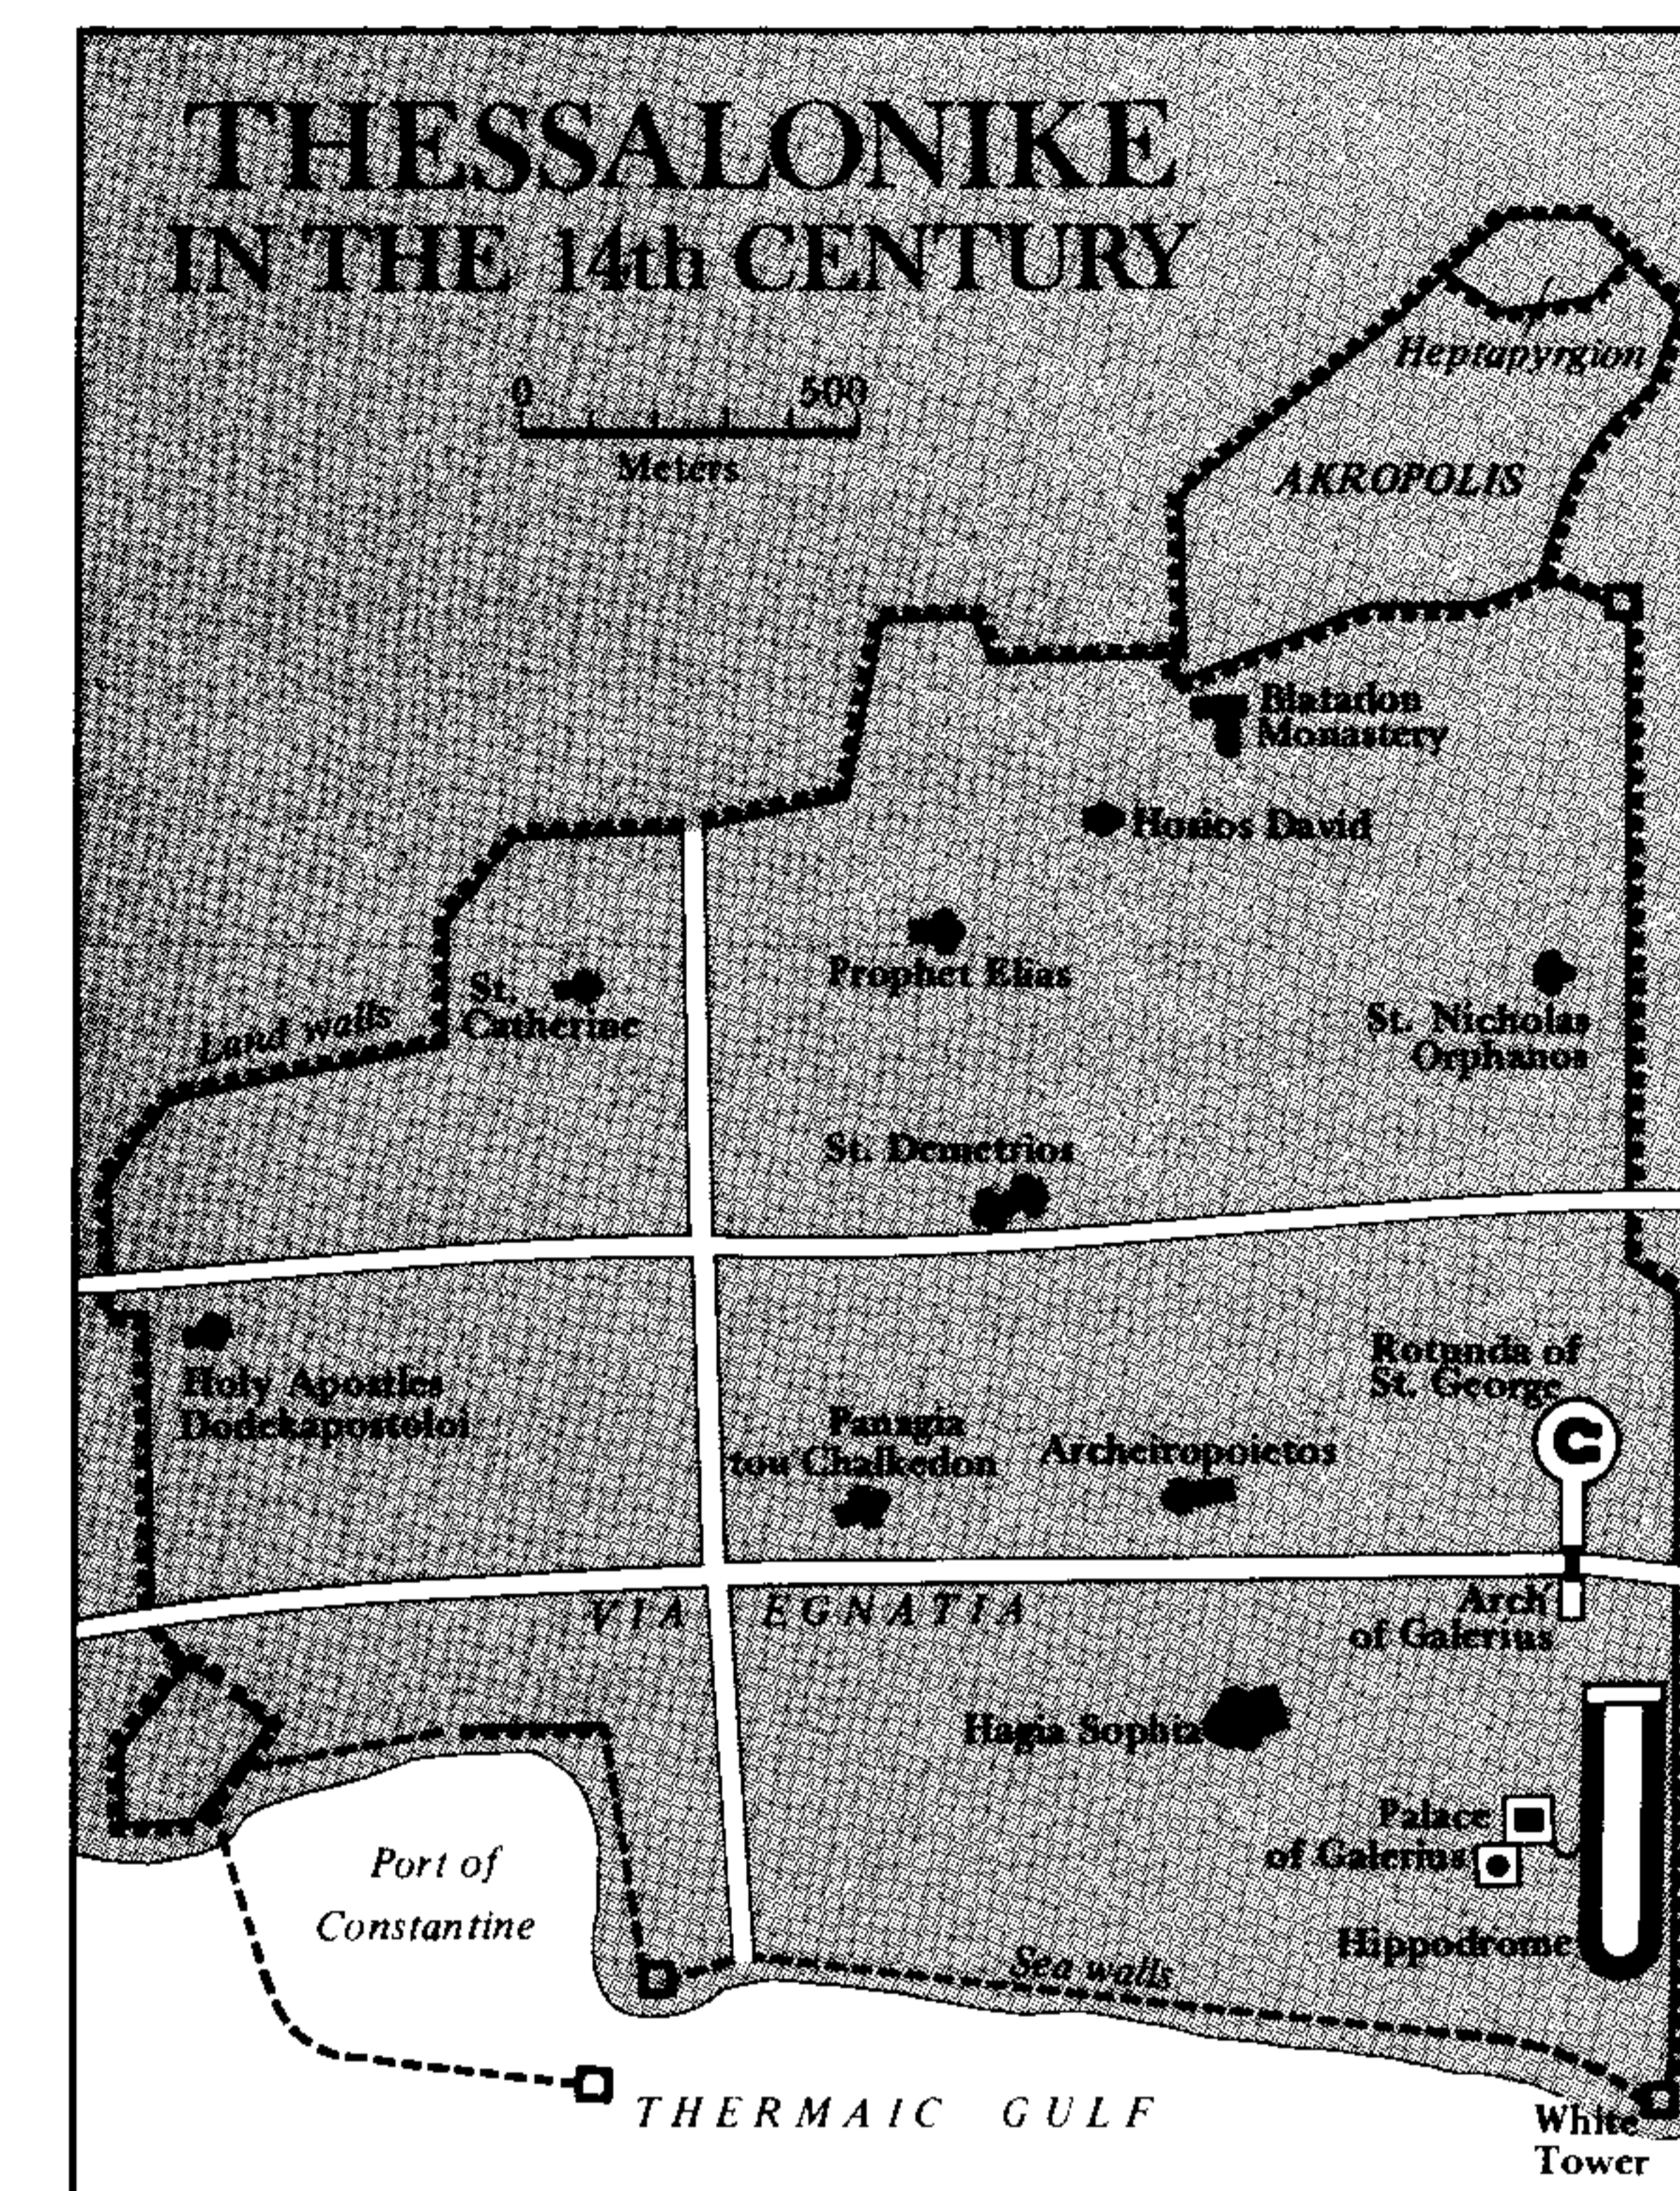 THESSALONIKE
IN THE 14th CENTURY
0 500
Meters
Heptapyrgion
AKROPOLIS
Blatadon
Monastery
Hosios David
Prophet Elias
St.
Catherine
Land walls
St. Nicholas
Orphanos
St. Demetrios
Holy Apostles
Dodekapostoloi
Rotunda of
St. George
Panagia
tou Chalkedon
Archeiropoietos
VIA EGNATIA
Arch
of Galerius
Hagia Sophia
Palace
of Galerius
Port of
Constantine
Hippodrome
Sea walls
THERMAIC GULF
White
Tower